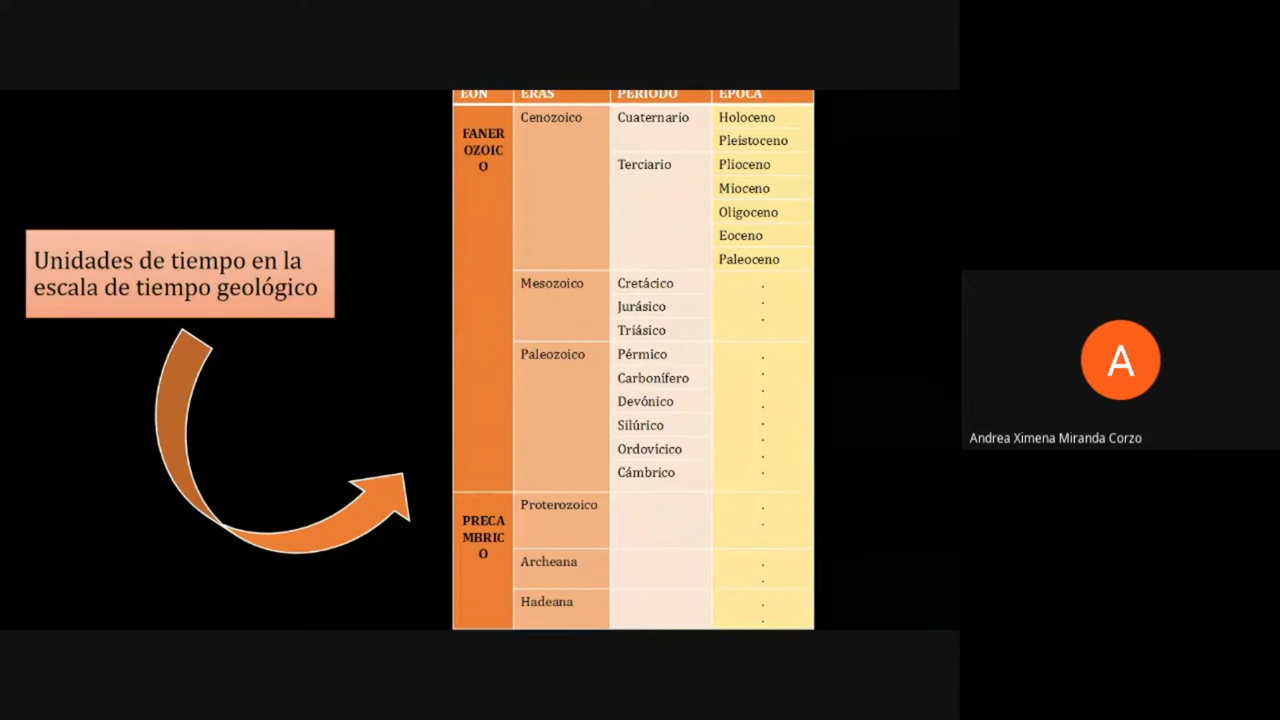 EON ERAS PERIODO EPOCA
FANER
OZOIC
O
Cenozoico Cuaternario Holoceno
Pleistoceno
Terciario Plioceno
Mioceno
Oligoceno
Eoceno
Paleoceno
Mesozoico Cretácico
Jurásico
Triásico
Paleozoico Pérmico
Carbonífero
Devónico
Silúrico
Ordovícico
Cámbrico
PRECA
MBRIC
O
Proterozoico
Archeana
Hadeana
Unidades de tiempo en la
escala de tiempo geológico
A
Andrea Ximena Miranda Corzo